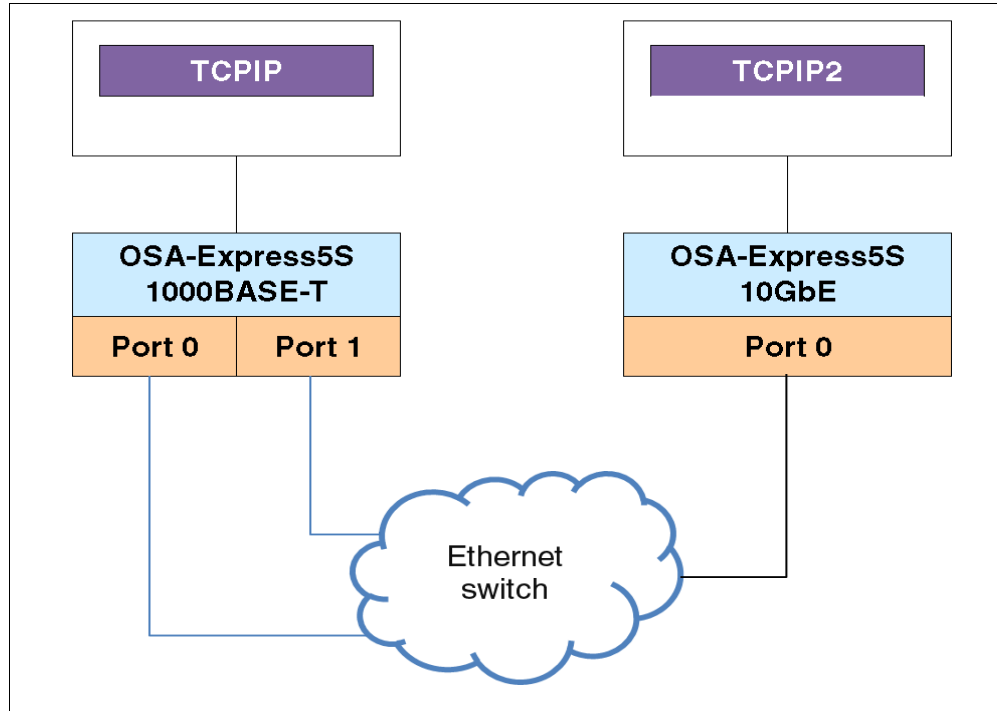 TCPIP
TCPIP2
OSA-Express5S
1000BASE-T
Port 0
Port 1
OSA-Express5S
10GbE
Port 0
Ethernet
switch